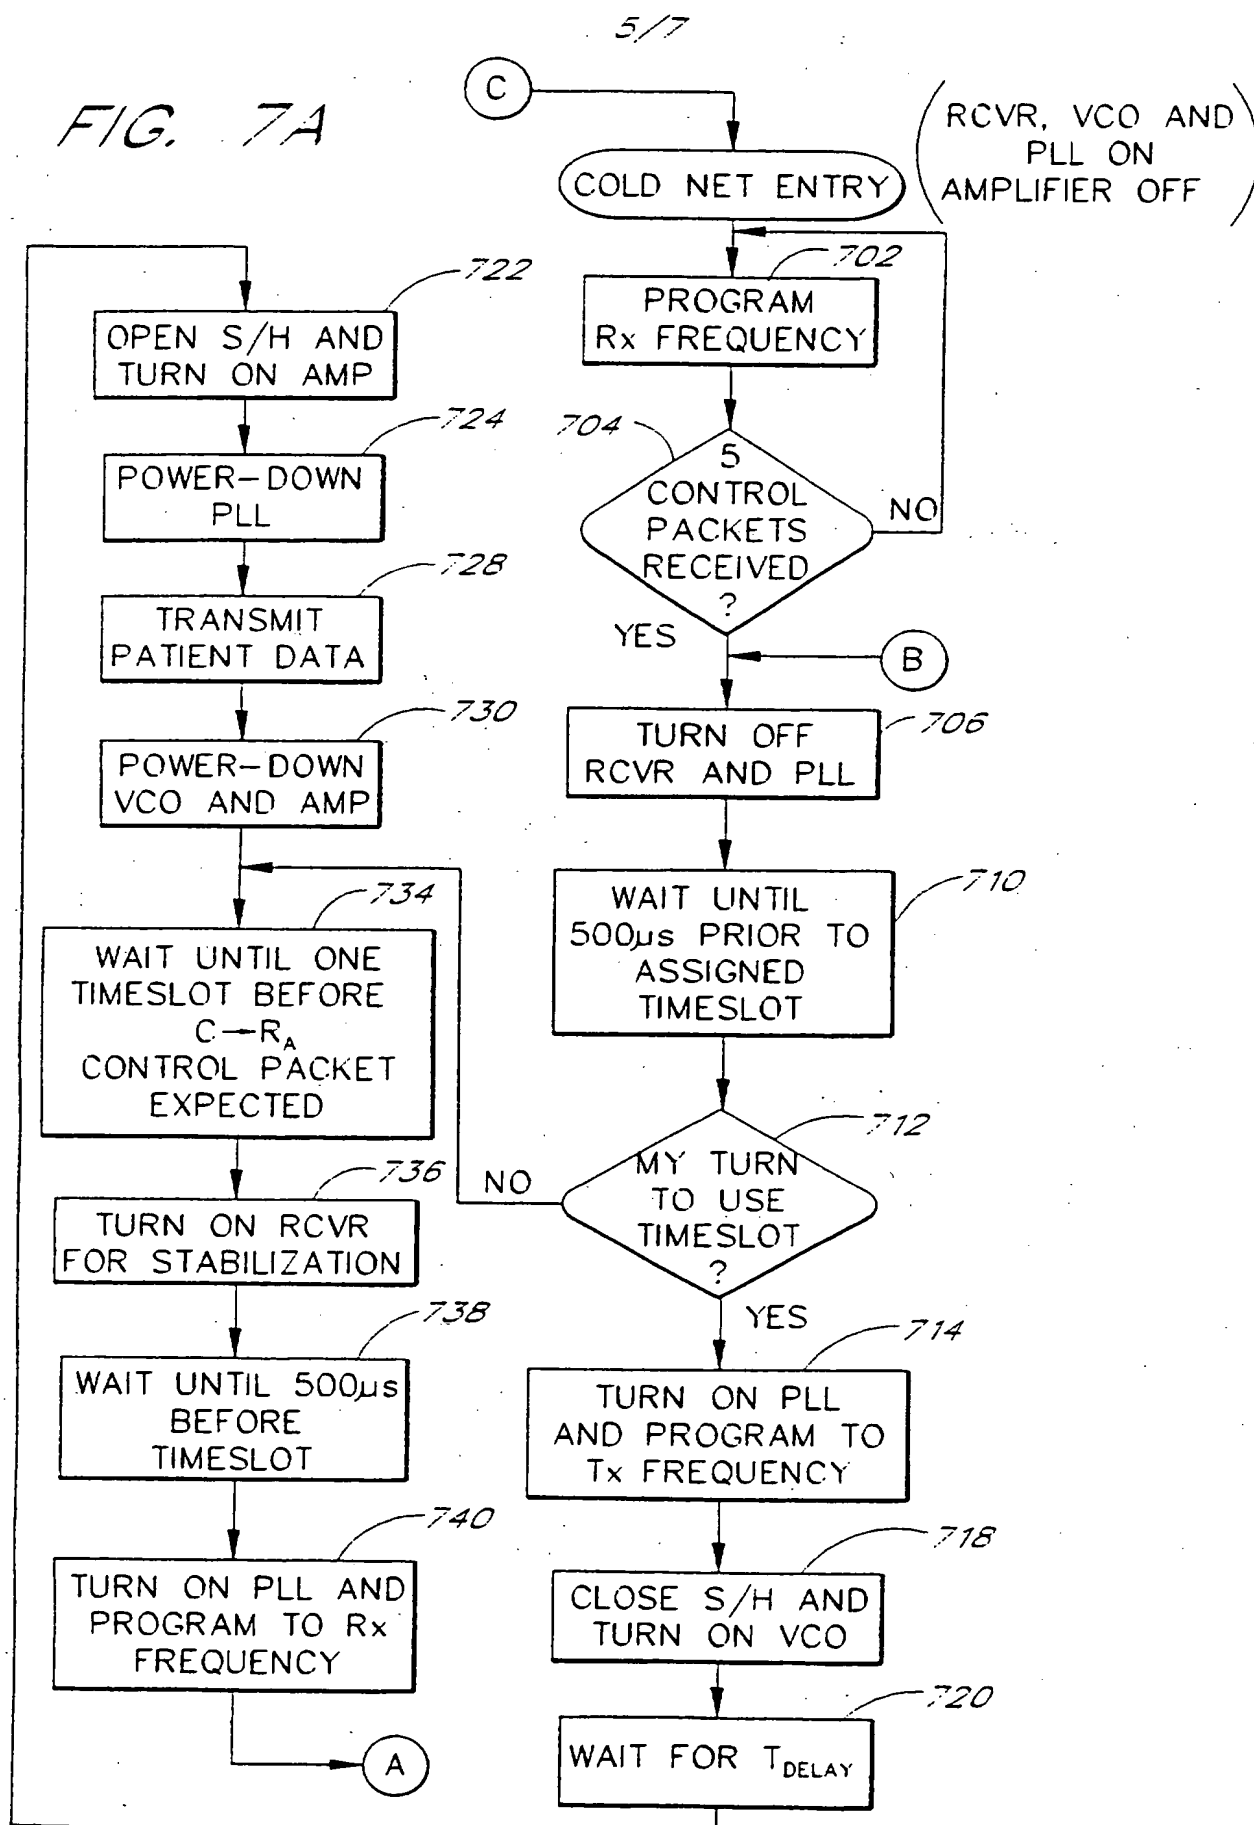 5/7
FIG. 7A
C
COLD NET ENTRY
RCVR, VCO AND
PLL ON
AMPLIFIER OFF
702
PROGRAM
Rx FREQUENCY
704
5
CONTROL
PACKETS
RECEIVED
?
NO
YES
B
706
TURN OFF
RCVR AND PLL
710
WAIT UNTIL
500µs PRIOR TO
ASSIGNED
TIMESLOT
712
MY TURN
TO USE
TIMESLOT
?
NO
YES
714
TURN ON PLL
AND PROGRAM TO
Tx FREQUENCY
718
CLOSE S/H AND
TURN ON VCO
720
WAIT FOR TDELAY
722
OPEN S/H AND
TURN ON AMP
724
POWER-DOWN
PLL
728
TRANSMIT
PATIENT DATA
730
POWER-DOWN
VCO AND AMP
734
WAIT UNTIL ONE
TIMESLOT BEFORE
C→RA
CONTROL PACKET
EXPECTED
736
TURN ON RCVR
FOR STABILIZATION
738
WAIT UNTIL 500µs
BEFORE
TIMESLOT
740
TURN ON PLL AND
PROGRAM TO Rx
FREQUENCY
A